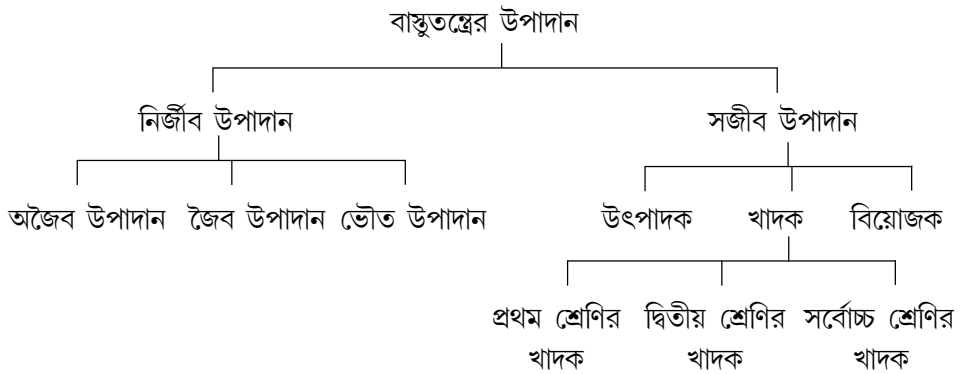 বাস্তুতন্ত্রের উপাদান
নির্জীব উপাদান সজীব উপাদান
অজৈব উপাদান জৈব উপাদান ভৌত উপাদান উৎপাদক খাদক বিয়োজক
প্রথম শ্রেণির দ্বিতীয় শ্রেণির সর্বোচ্চ শ্রেণির
খাদক খাদক খাদক